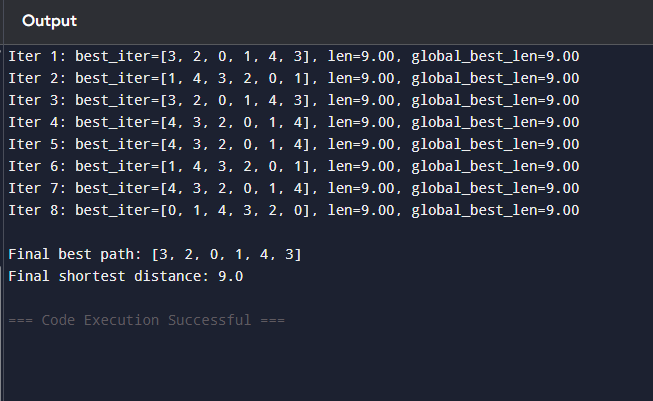 Output
Iter 1: best_iter=[3, 2, 0, 1, 4, 3], len=9.00, global_best_len=9.00
Iter 2: best_iter=[1, 4, 3, 2, 0, 1], len=9.00, global_best_len=9.00
Iter 3: best_iter=[3, 2, 0, 1, 4, 3], len=9.00, global_best_len=9.00
Iter 4: best_iter=[4, 3, 2, 0, 1, 4], len=9.00, global_best_len=9.00
Iter 5: best_iter=[4, 3, 2, 0, 1, 4], len=9.00, global_best_len=9.00
Iter 6: best_iter=[1, 4, 3, 2, 0, 1], len=9.00, global_best_len=9.00
Iter 7: best_iter=[4, 3, 2, 0, 1, 4], len=9.00, global_best_len=9.00
Iter 8: best_iter=[0, 1, 4, 3, 2, 0], len=9.00, global_best_len=9.00
Final best path: [3, 2, 0, 1, 4, 3]
Final shortest distance: 9.0
=== Code Execution Successful ===